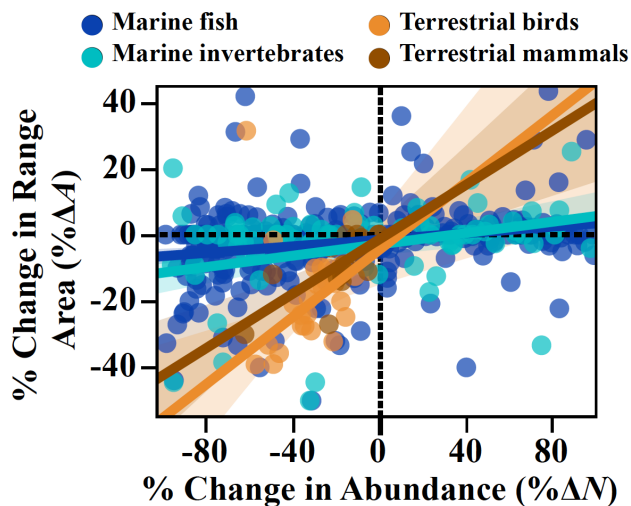 Marine fish
Terrestrial birds
Marine invertebrates
Terrestrial mammals
% Change in Range
Area (%ΔA)
40
20
0
-20
-40
-80
-40
0
40
80
% Change in Abundance (%ΔN)